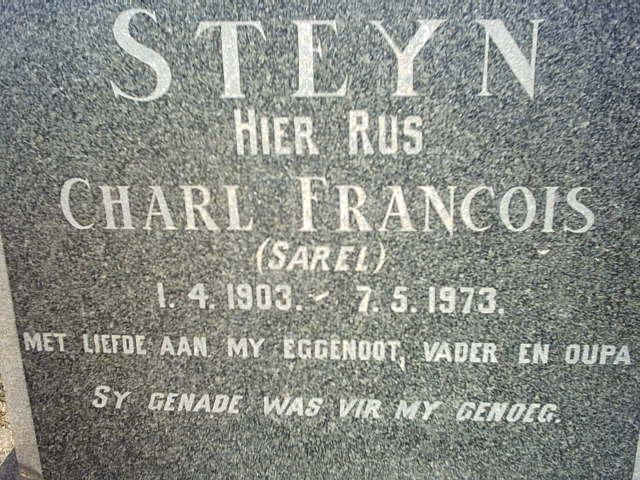 STEYN
HIER RUS
CHARL FRANCOIS
(SAREL)
1.4.1903. - 7.5.1973.
MET LIEFDE AAN MY EGGENOOT, VADER EN OUPA
SY GENADE WAS VIR MY GENOEG.